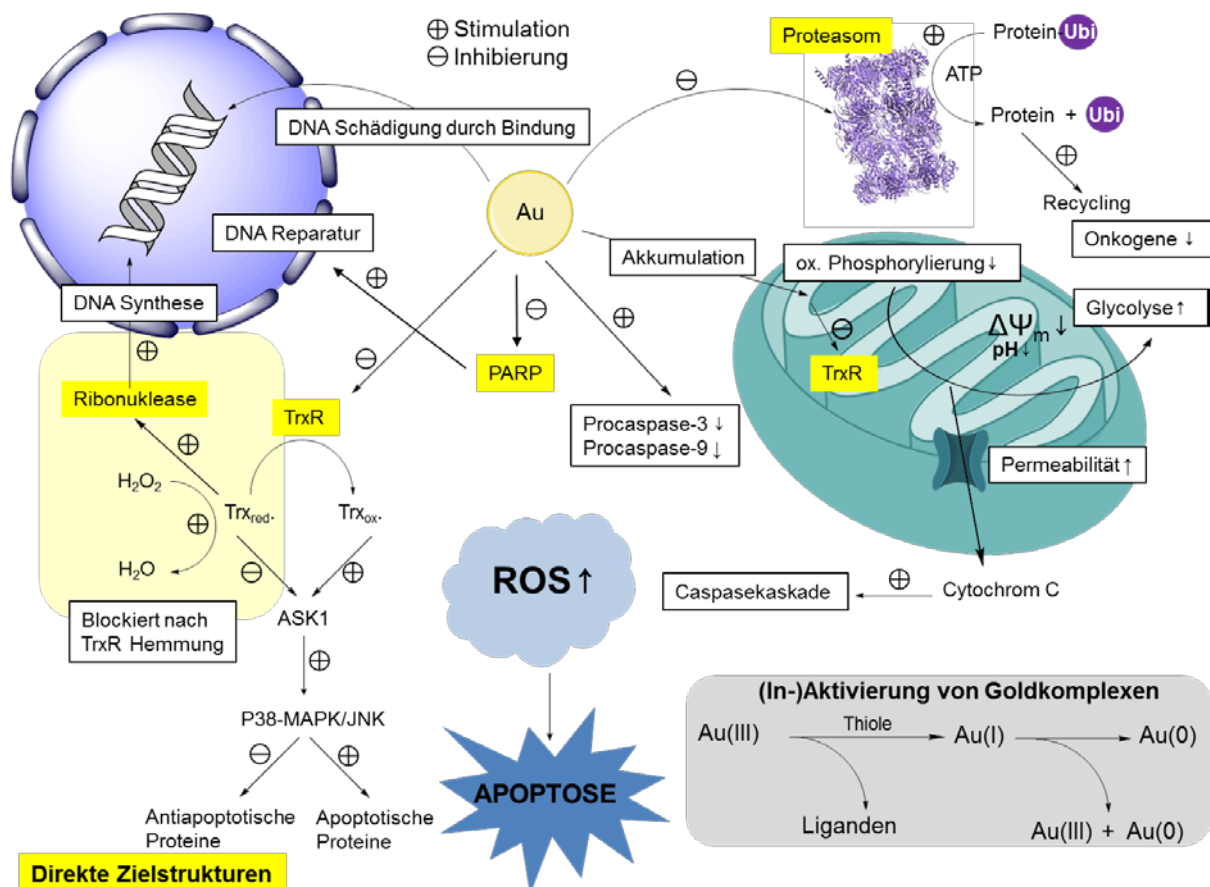 ⊕ Stimulation
⊖ Inhibierung
DNA Schädigung durch Bindung
Au
DNA Reparatur
DNA Synthese
⊕
⊕
⊖
⊖
⊖
⊕
Ribonuklease
TrxR
PARP
Procaspase-3 ↓
Procaspase-9 ↓
⊕
H₂O₂
⊕
Trx_red.
Trx_ox.
H₂O
⊖
⊕
Blockiert nach
TrxR Hemmung
ASK1
⊕
P38-MAPK/JNK
⊖
⊕
Antiapoptotische
Proteine
Apoptotische
Proteine
Direkte Zielstrukturen
Proteasom
⊕
Protein-Ubi
ATP
Protein + Ubi
⊕
Recycling
Onkogene ↓
Akkumulation
ox. Phosphorylierung↓
Glycolyse ↑
ΔΨm↓
pH↓
⊖
TrxR
Permeabilität ↑
Caspasekaskade
⊕
Cytochrom C
ROS ↑
APOPTOSE
(In-)Aktivierung von Goldkomplexen
Au(III)
Thiole
Au(I)
Au(0)
Liganden
Au(III) + Au(0)